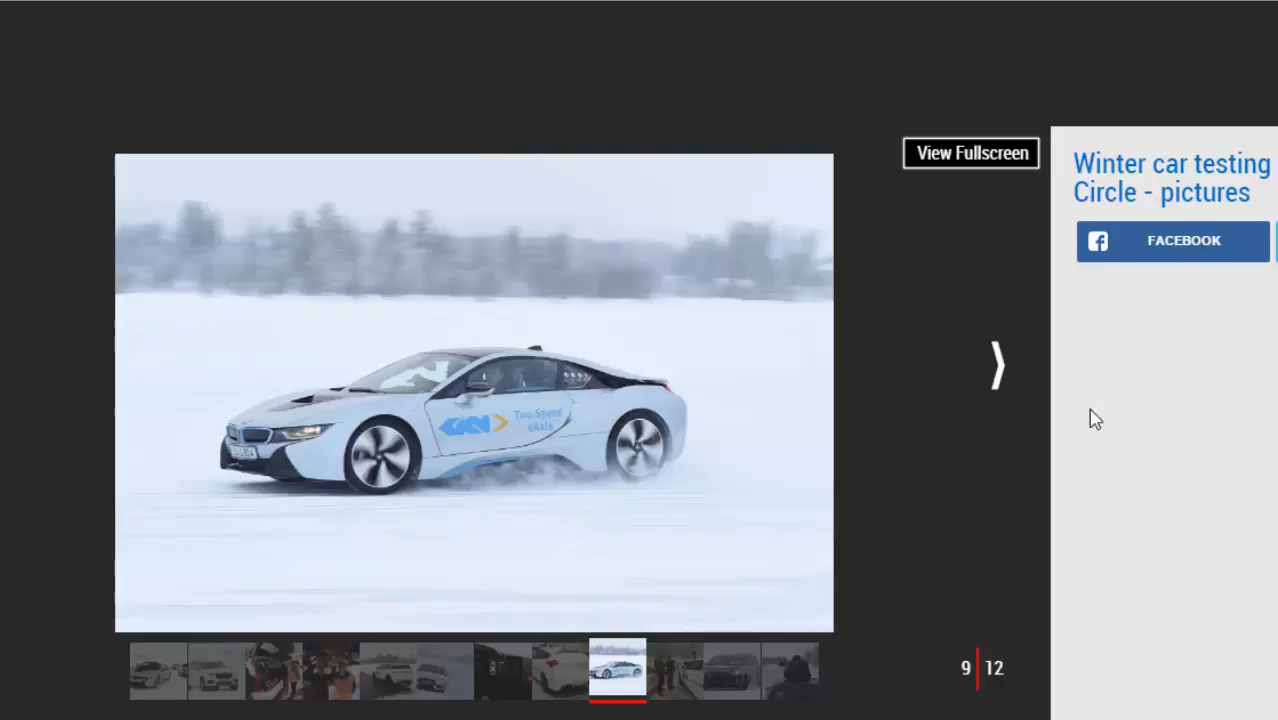 View Fullscreen
Winter car testing
Circle - pictures
FACEBOOK
GKN
Two-Speed
eAxle
9 12